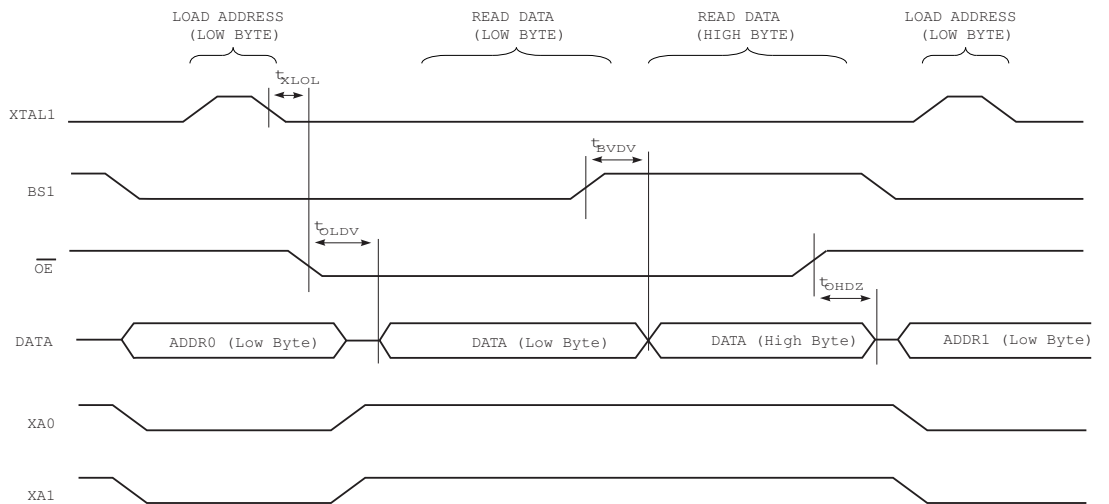 LOAD ADDRESS
(LOW BYTE)
READ DATA
(LOW BYTE)
READ DATA
(HIGH BYTE)
LOAD ADDRESS
(LOW BYTE)
tXLOL
XTAL1
tBVDV
BS1
tOLDV
OE
tOHDZ
DATA
ADDR0 (Low Byte)
DATA (Low Byte)
DATA (High Byte)
ADDR1 (Low Byte)
XA0
XA1